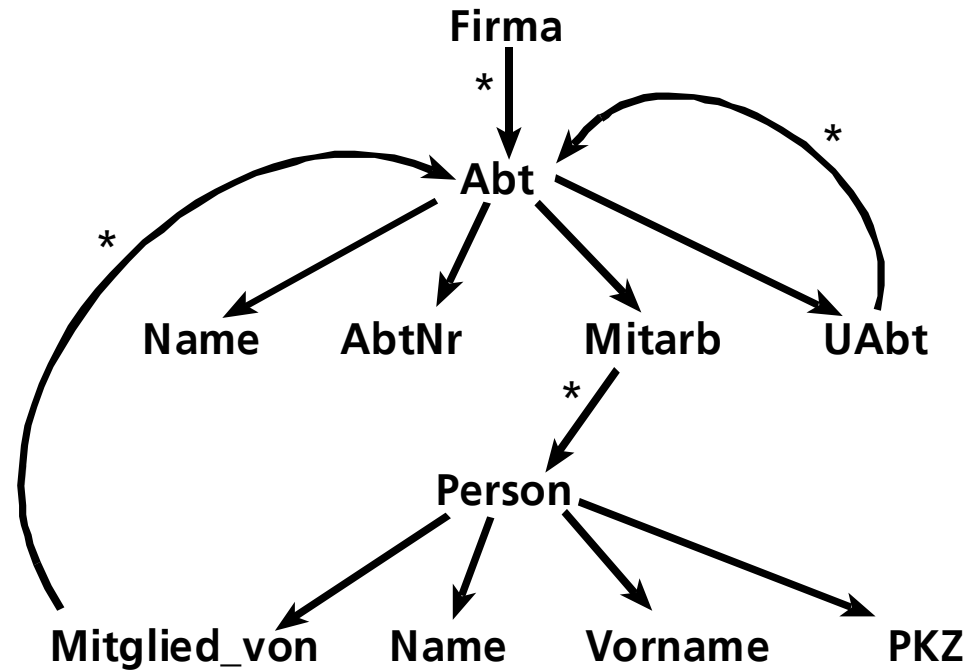 Firma
*
*
Abt
*
Name AbtNr Mitarb UAbt
*
Person
Mitglied_von Name Vorname PKZ